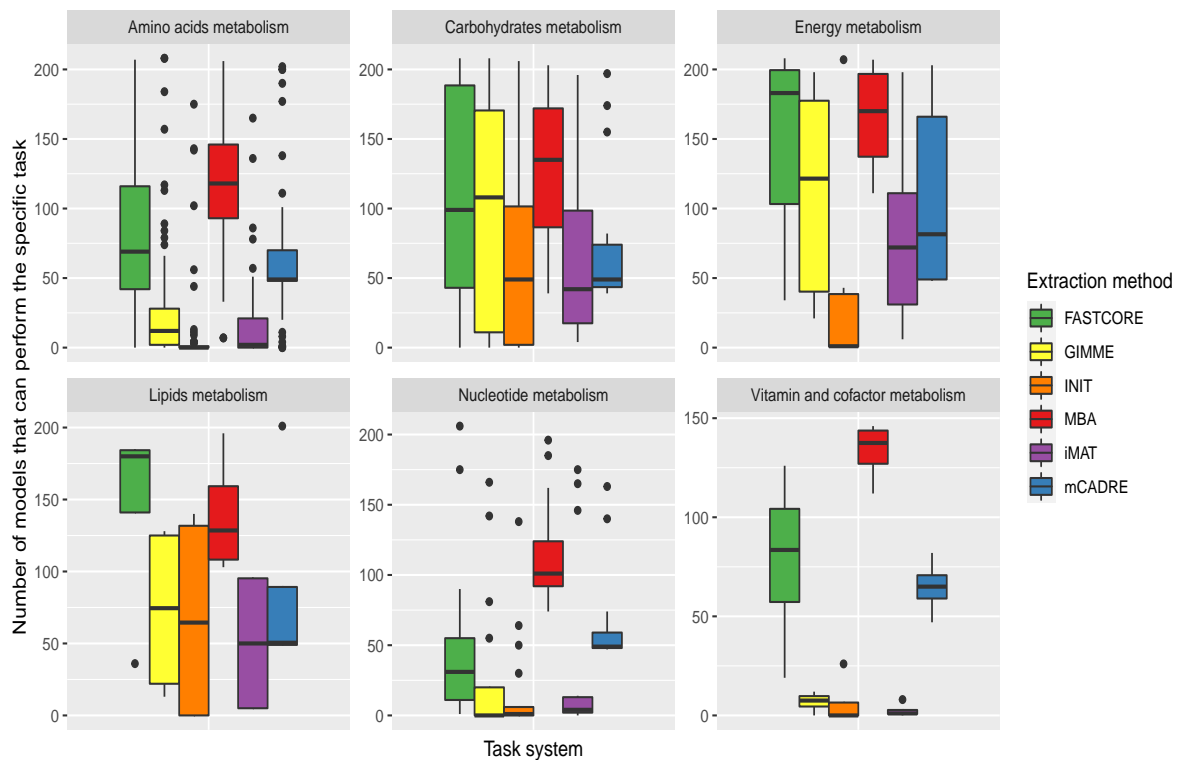 Amino acids metabolism
Carbohydrates metabolism
Energy metabolism
200
150
100
50
0
200
150
100
50
0
200
150
100
50
0
Lipids metabolism
Nucleotide metabolism
Vitamin and cofactor metabolism
200
150
100
50
0
200
150
100
50
0
150
100
50
0
Number of models that can perform the specific task
Task system
Extraction method
FASTCORE
GIMME
INIT
MBA
iMAT
mCADRE